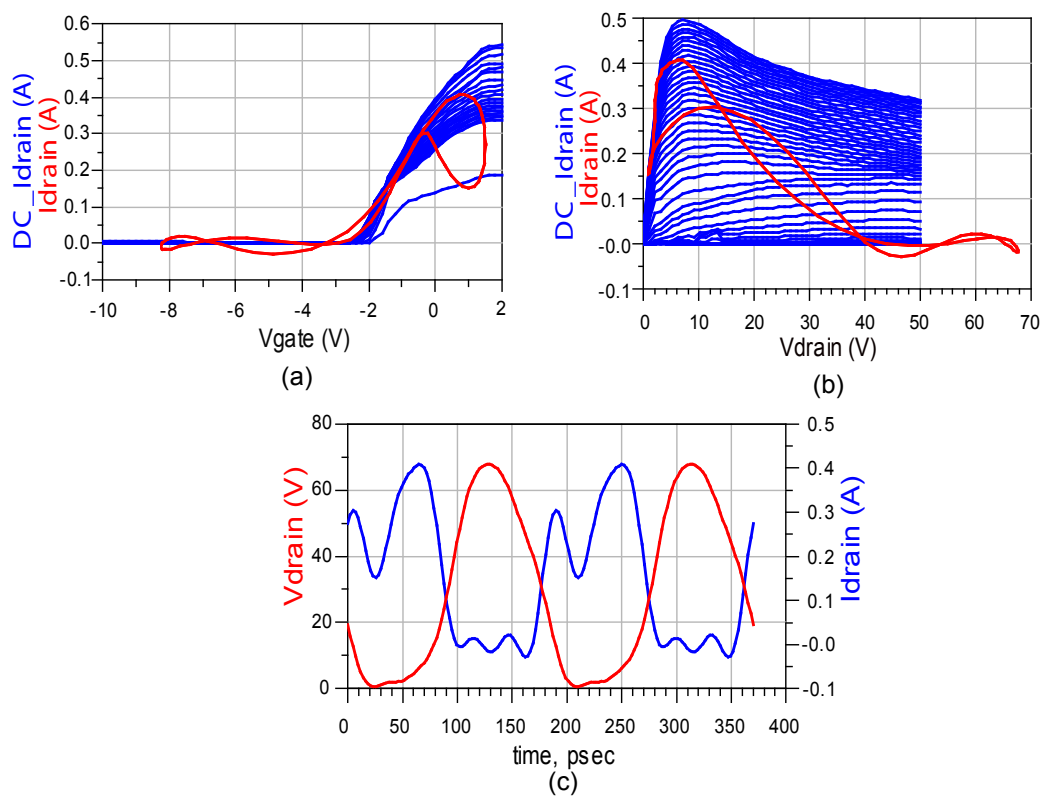 0.6
0.5
0.4
0.3
0.2
0.1
0.0
-0.1
DC_Idrain (A)
Idrain (A)
-10 -8 -6 -4 -2 0 2
Vgate (V)
(a)
0.5
0.4
0.3
0.2
0.1
-0.0
-0.1
DC_Idrain (A)
Idrain (A)
0 10 20 30 40 50 60 70
Vdrain (V)
(b)
80
60
40
20
0
Vdrain (V)
0.5
0.4
0.3
0.2
0.1
-0.0
-0.1
Idrain (A)
0 50 100 150 200 250 300 350 400
time, psec
(c)